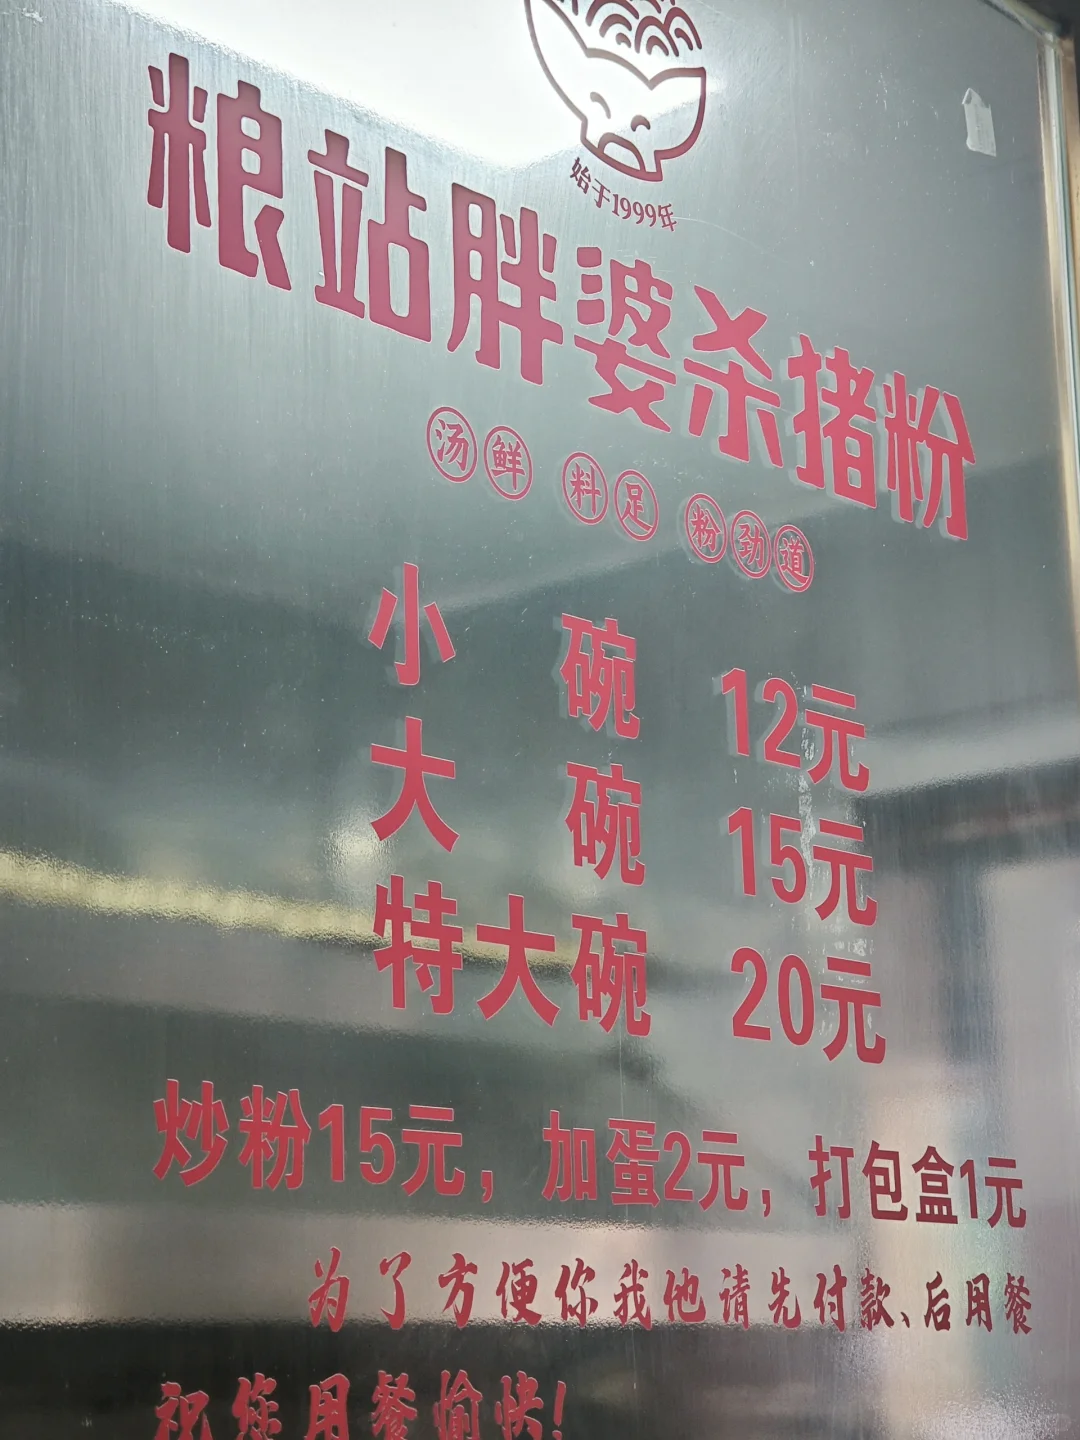 始于1999年
粮站胖婆杀猪粉
汤鲜 料足 粉劲道
小碗 12元
大碗 15元
特大碗 20元
炒粉15元，加蛋2元，打包盒1元
为了方便你我他请先付款、后用餐
祝您用餐愉快！